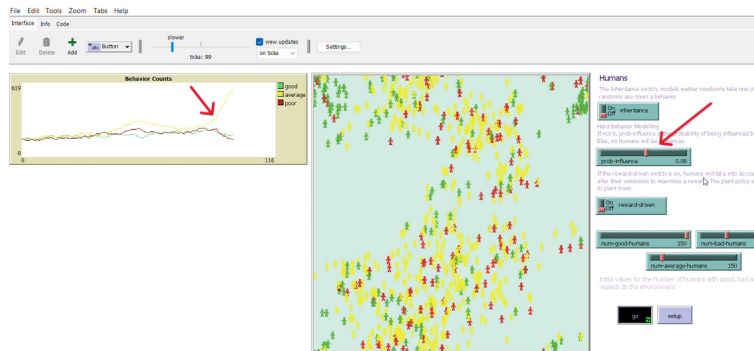 File Edit Tools Zoom Tabs Help
Interface Info Code
Edit Delete Add abc Button
slower
ticks: 99
view updates
on ticks
Settings...
Behavior Counts
619
0
0
116
good
average
poor
Humans
The Inheritance switch, models wether newborns take one o
randomly are given a behavior
On
Off
inheritance
Herd Behavior Modeling:
If not 0, prob-influence is the probability of being influenced b
Else, no humans will be
prob-influence 0.08
If the reward-driven switch is on, humans will take into accou
alter their emissions to maximise a reward. The plant policy e
to plant trees
On
Off
reward-driven
num-good-humans 150
num-bad-humans
num-average-humans 150
Initial values for the number of humans with good, bad a
regards to the environment.
go
setup